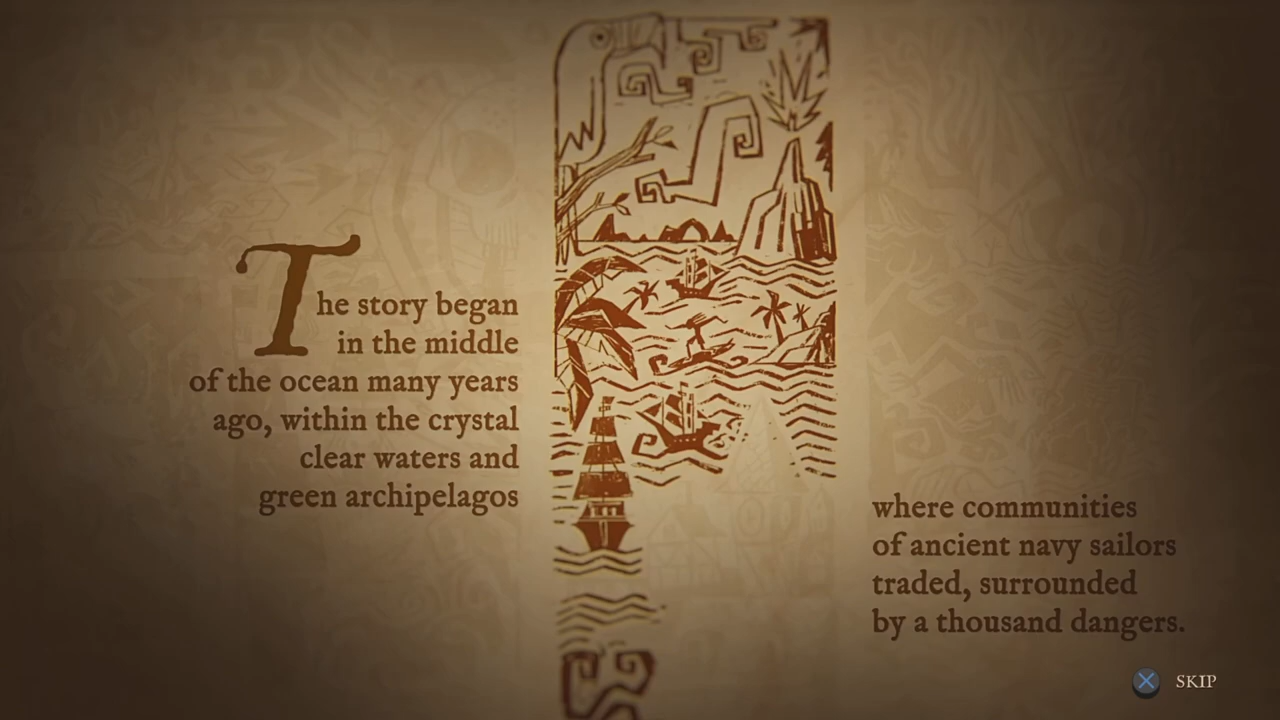 The story began
in the middle
of the ocean many years
ago, within the crystal
clear waters and
green archipelagos
where communities
of ancient navy sailors
traded, surrounded
by a thousand dangers.
SKIP